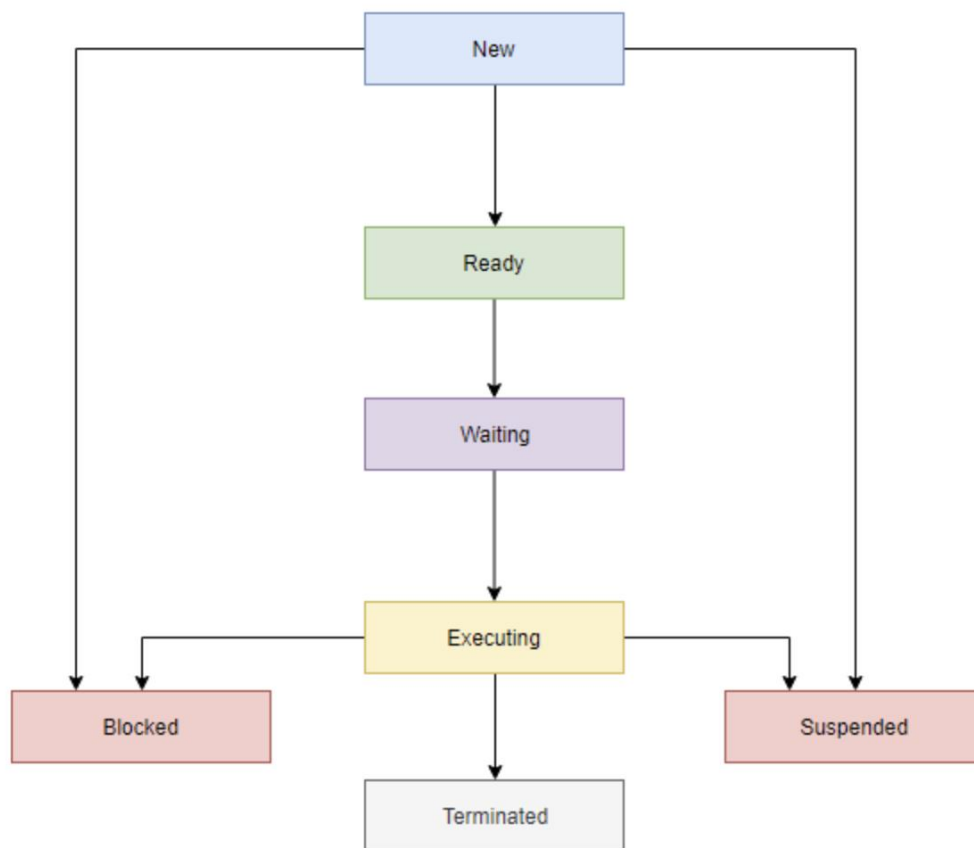 New
Ready
Waiting
Executing
Blocked
Suspended
Terminated